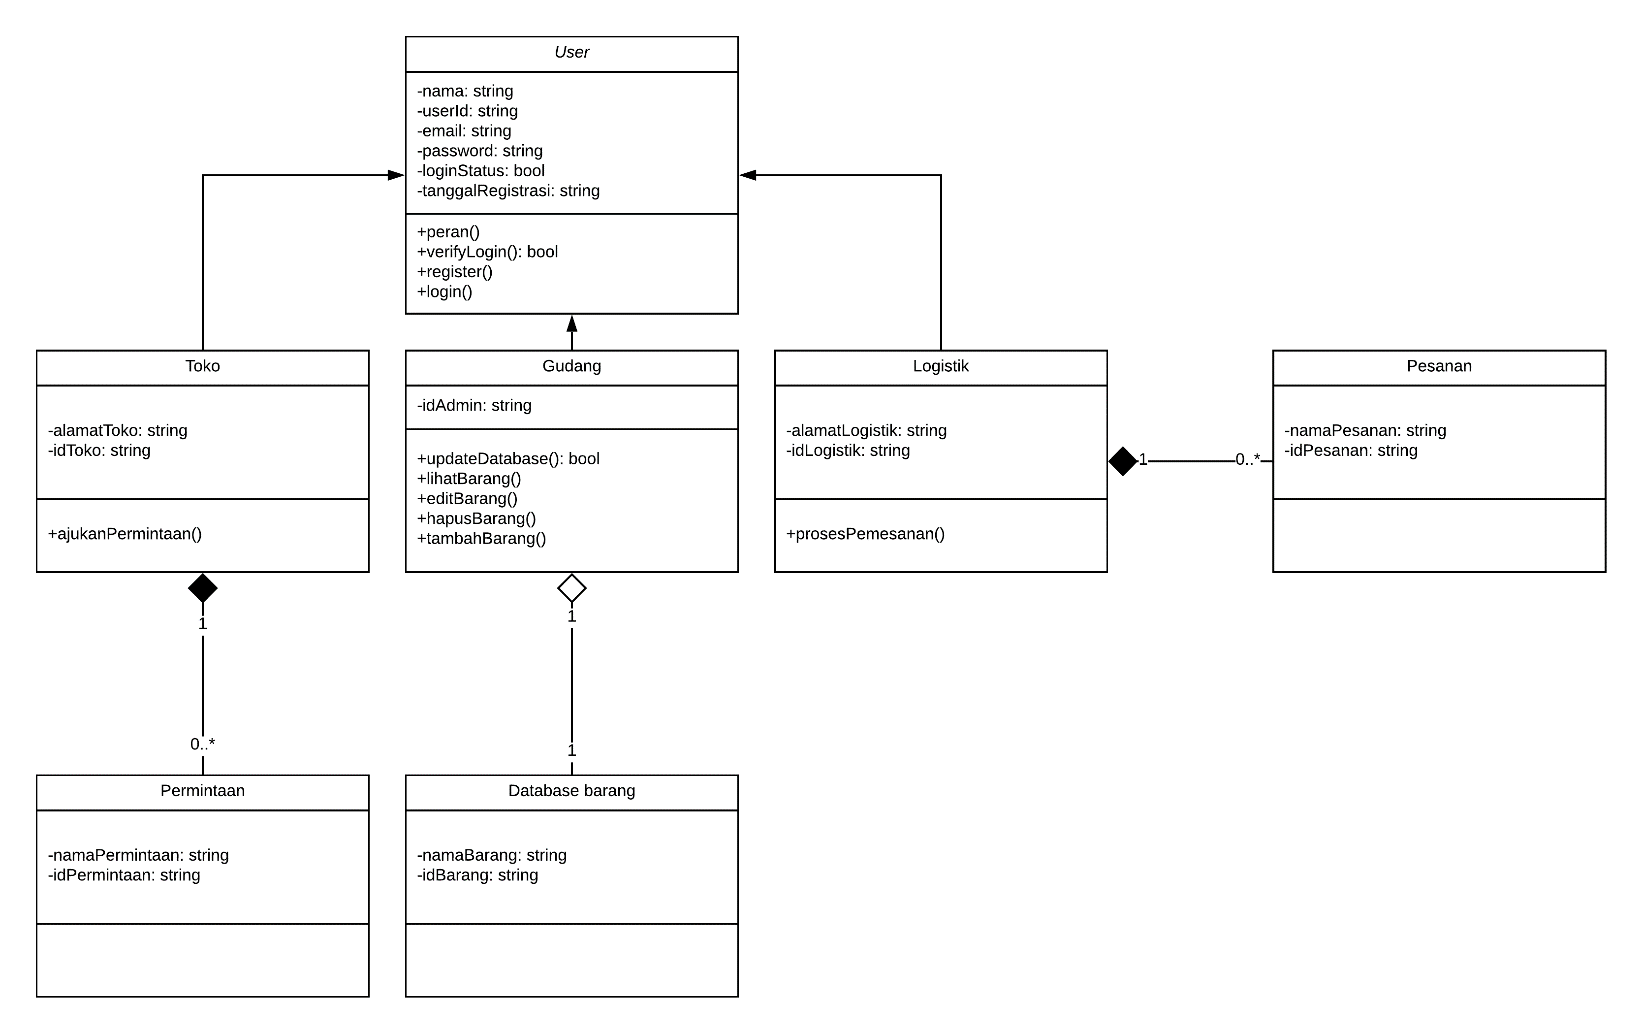 User
-nama: string
-userId: string
-email: string
-password: string
-loginStatus: bool
-tanggalRegistrasi: string
+peran()
+verifyLogin(): bool
+register()
+login()
Toko
-alamatToko: string
-idToko: string
+ajukanPermintaan()
Gudang
-idAdmin: string
+updateDatabase(): bool
+lihatBarang()
+editBarang()
+hapusBarang()
+tambahBarang()
Logistik
-alamatLogistik: string
-idLogistik: string
+prosesPemesanan()
1
0..*
Pesanan
-namaPesanan: string
-idPesanan: string
1
0..*
1
1
Permintaan
-namaPermintaan: string
-idPermintaan: string
Database barang
-namaBarang: string
-idBarang: string